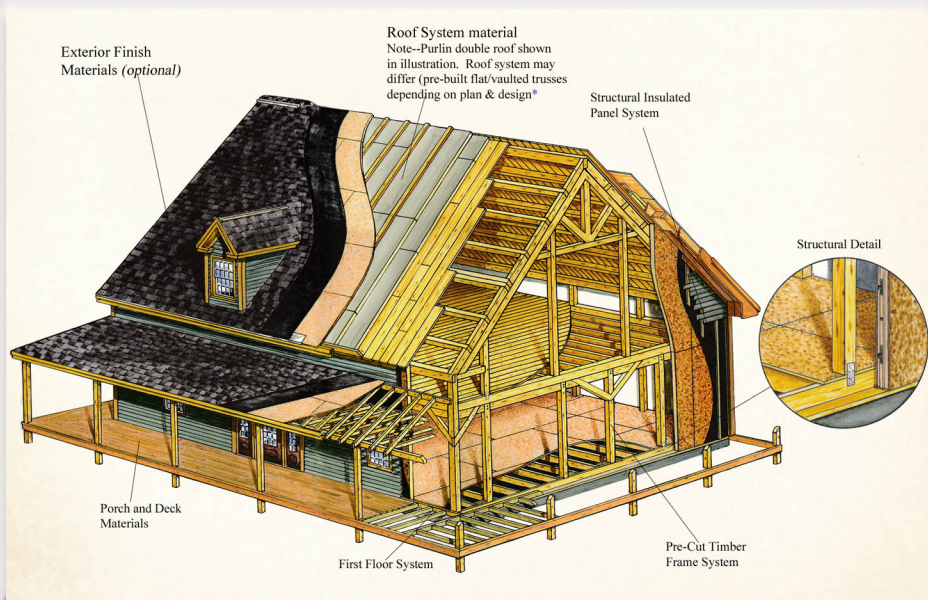 Roof System material
Note--Purlin double roof shown
in illustration. Roof system may
differ (pre-built flat/vaulted trusses
depending on plan & design*
Exterior Finish
Materials (optional)
Structural Insulated
Panel System
Structural Detail
Porch and Deck
Materials
First Floor System
Pre-Cut Timber
Frame System